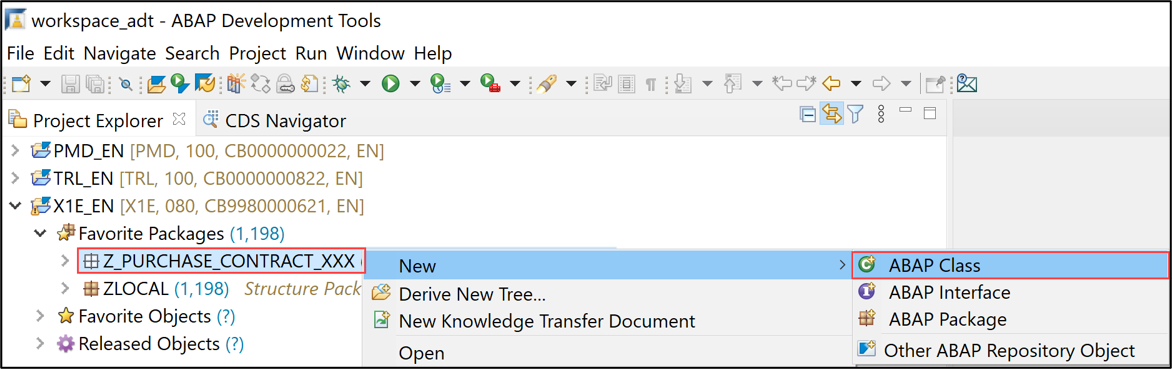 workspace_adt - ABAP Development Tools
File Edit Navigate Search Project Run Window Help
Project Explorer CDS Navigator
PMD_EN [PMD, 100, CB0000000022, EN]
TRL_EN [TRL, 100, CB0000000822, EN]
X1E_EN [X1E, 080, CB9980000621, EN]
Favorite Packages (1,198)
Z_PURCHASE_CONTRACT_XXX (
New
ABAP Class
ZLOCAL (1,198) Structure Pack
Derive New Tree...
ABAP Interface
Favorite Objects (?)
New Knowledge Transfer Document
ABAP Package
Released Objects (?)
Open
Other ABAP Repository Object